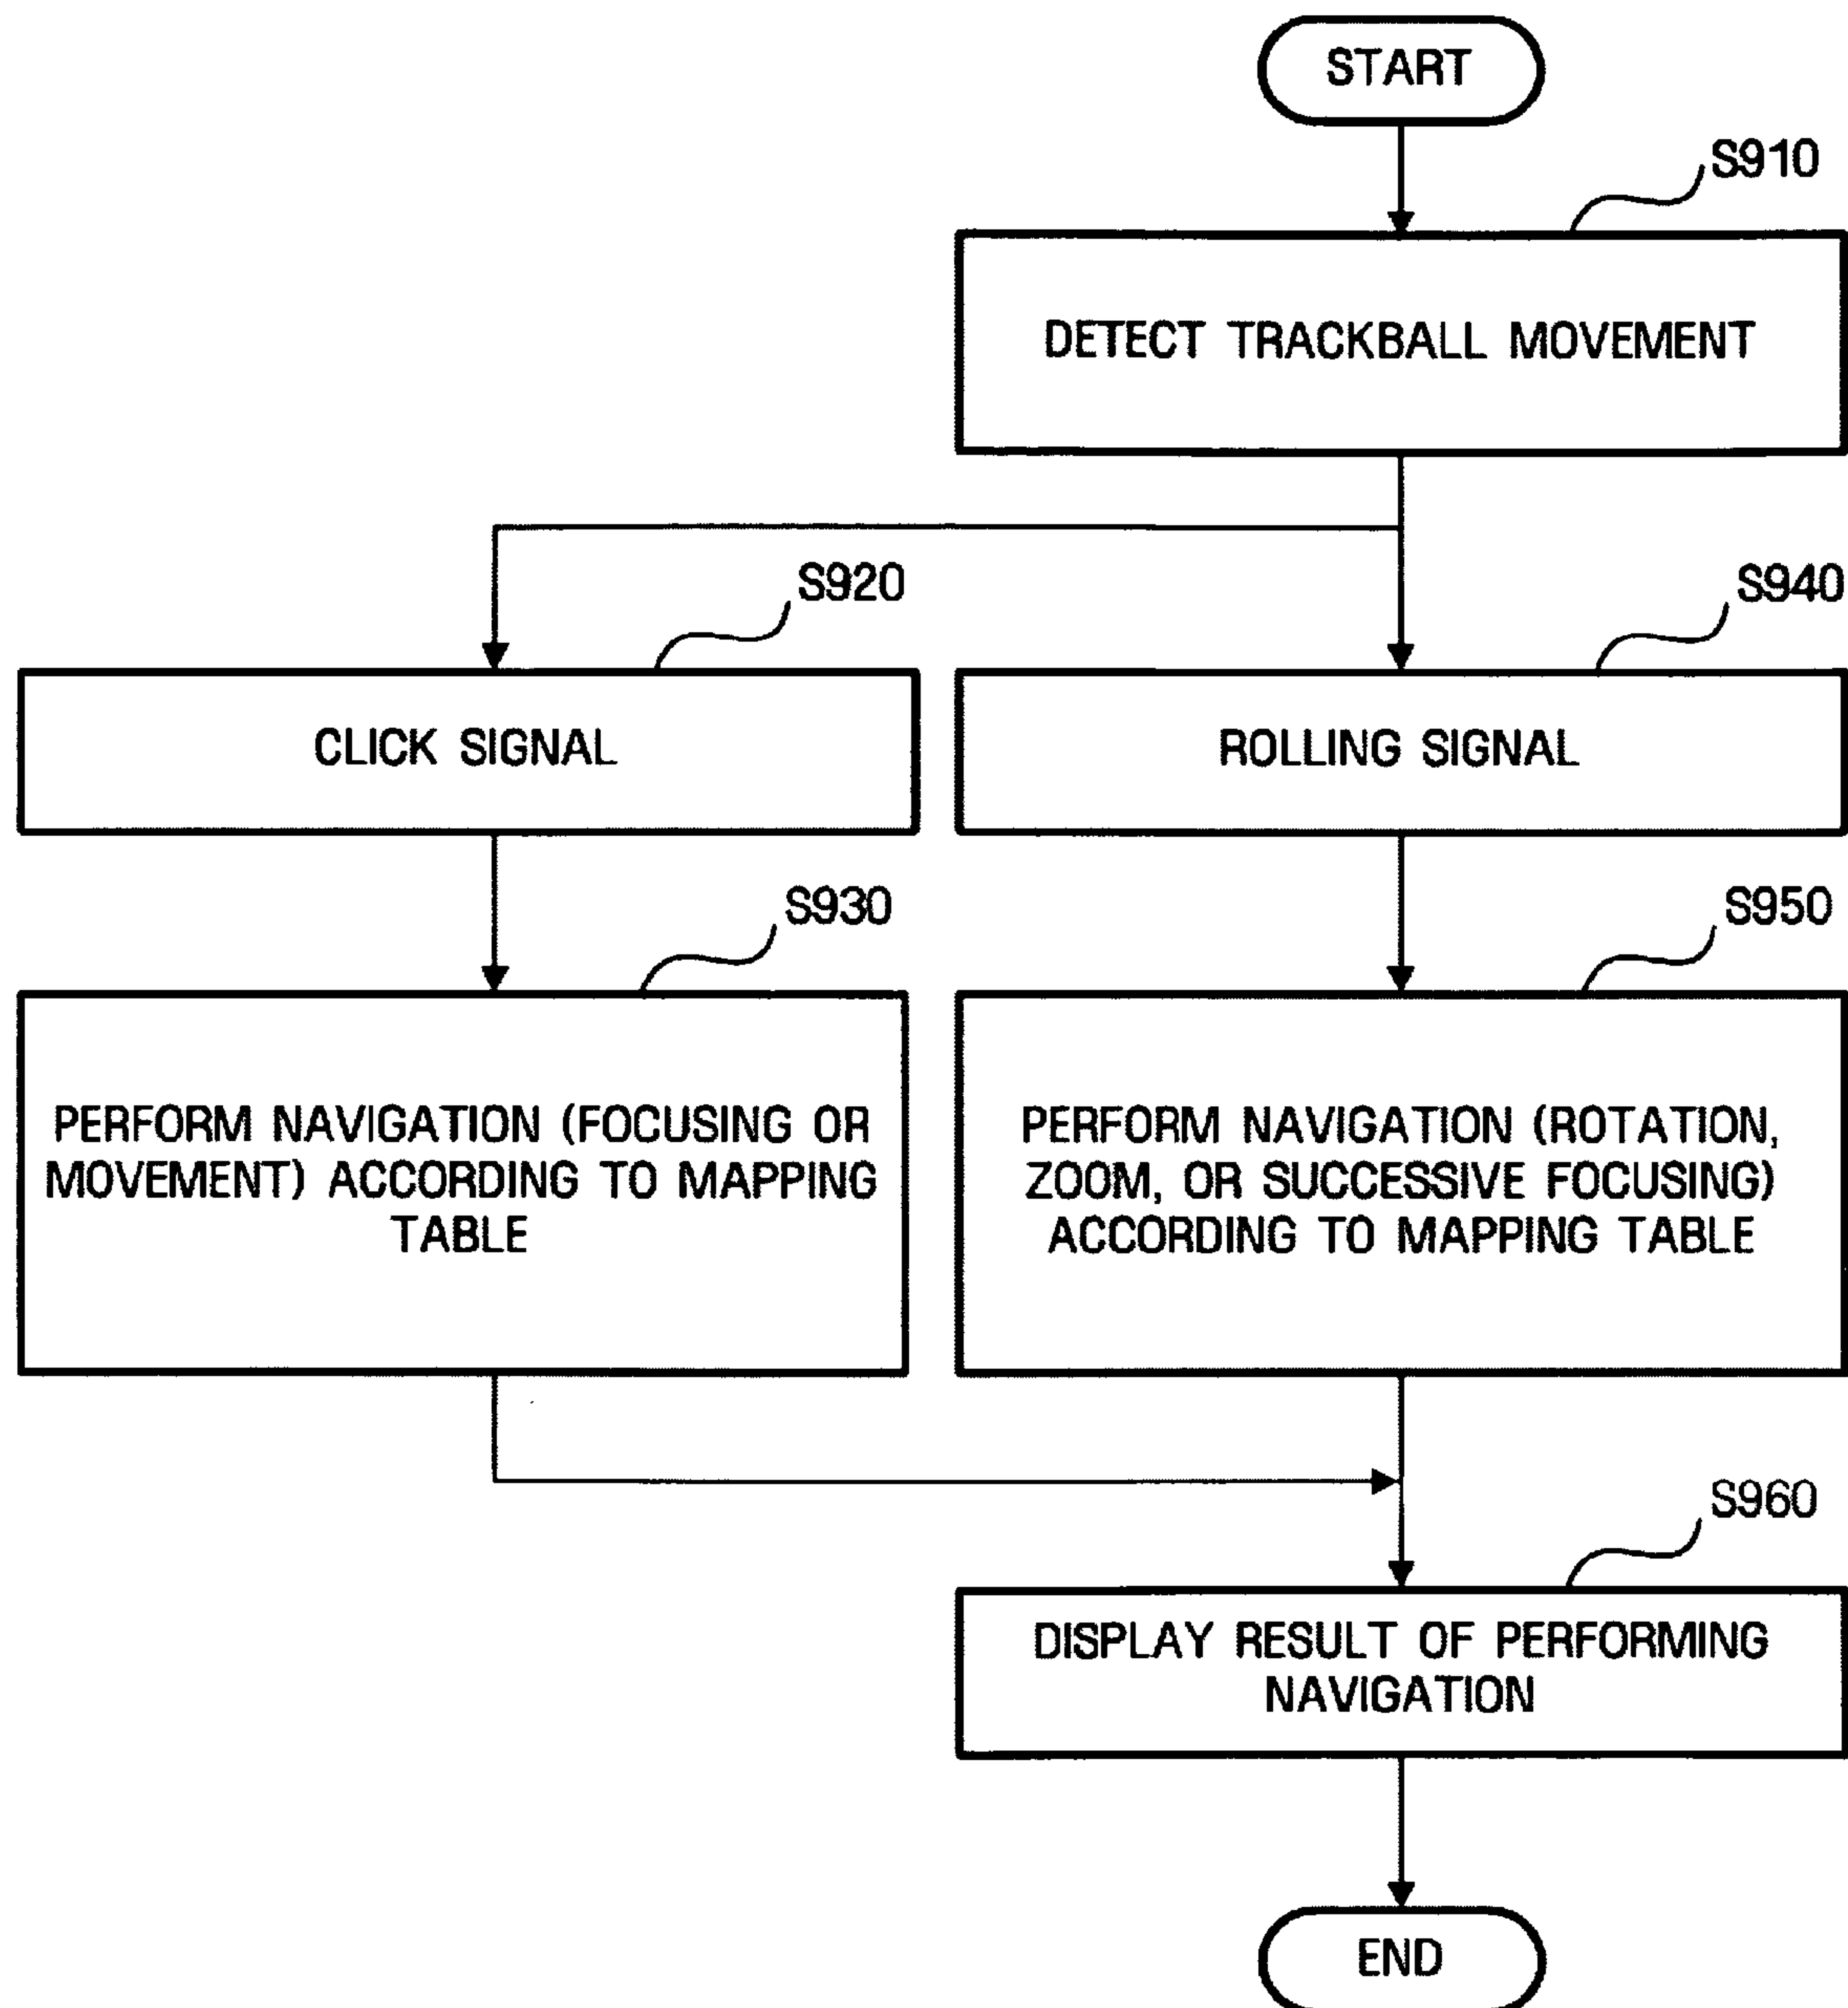 START
S910
DETECT TRACKBALL MOVEMENT
S920
S940
CLICK SIGNAL
ROLLING SIGNAL
S930
S950
PERFORM NAVIGATION (FOCUSING OR
MOVEMENT) ACCORDING TO MAPPING
TABLE
PERFORM NAVIGATION (ROTATION,
ZOOM, OR SUCCESSIVE FOCUSING)
ACCORDING TO MAPPING TABLE
S960
DISPLAY RESULT OF PERFORMING
NAVIGATION
END